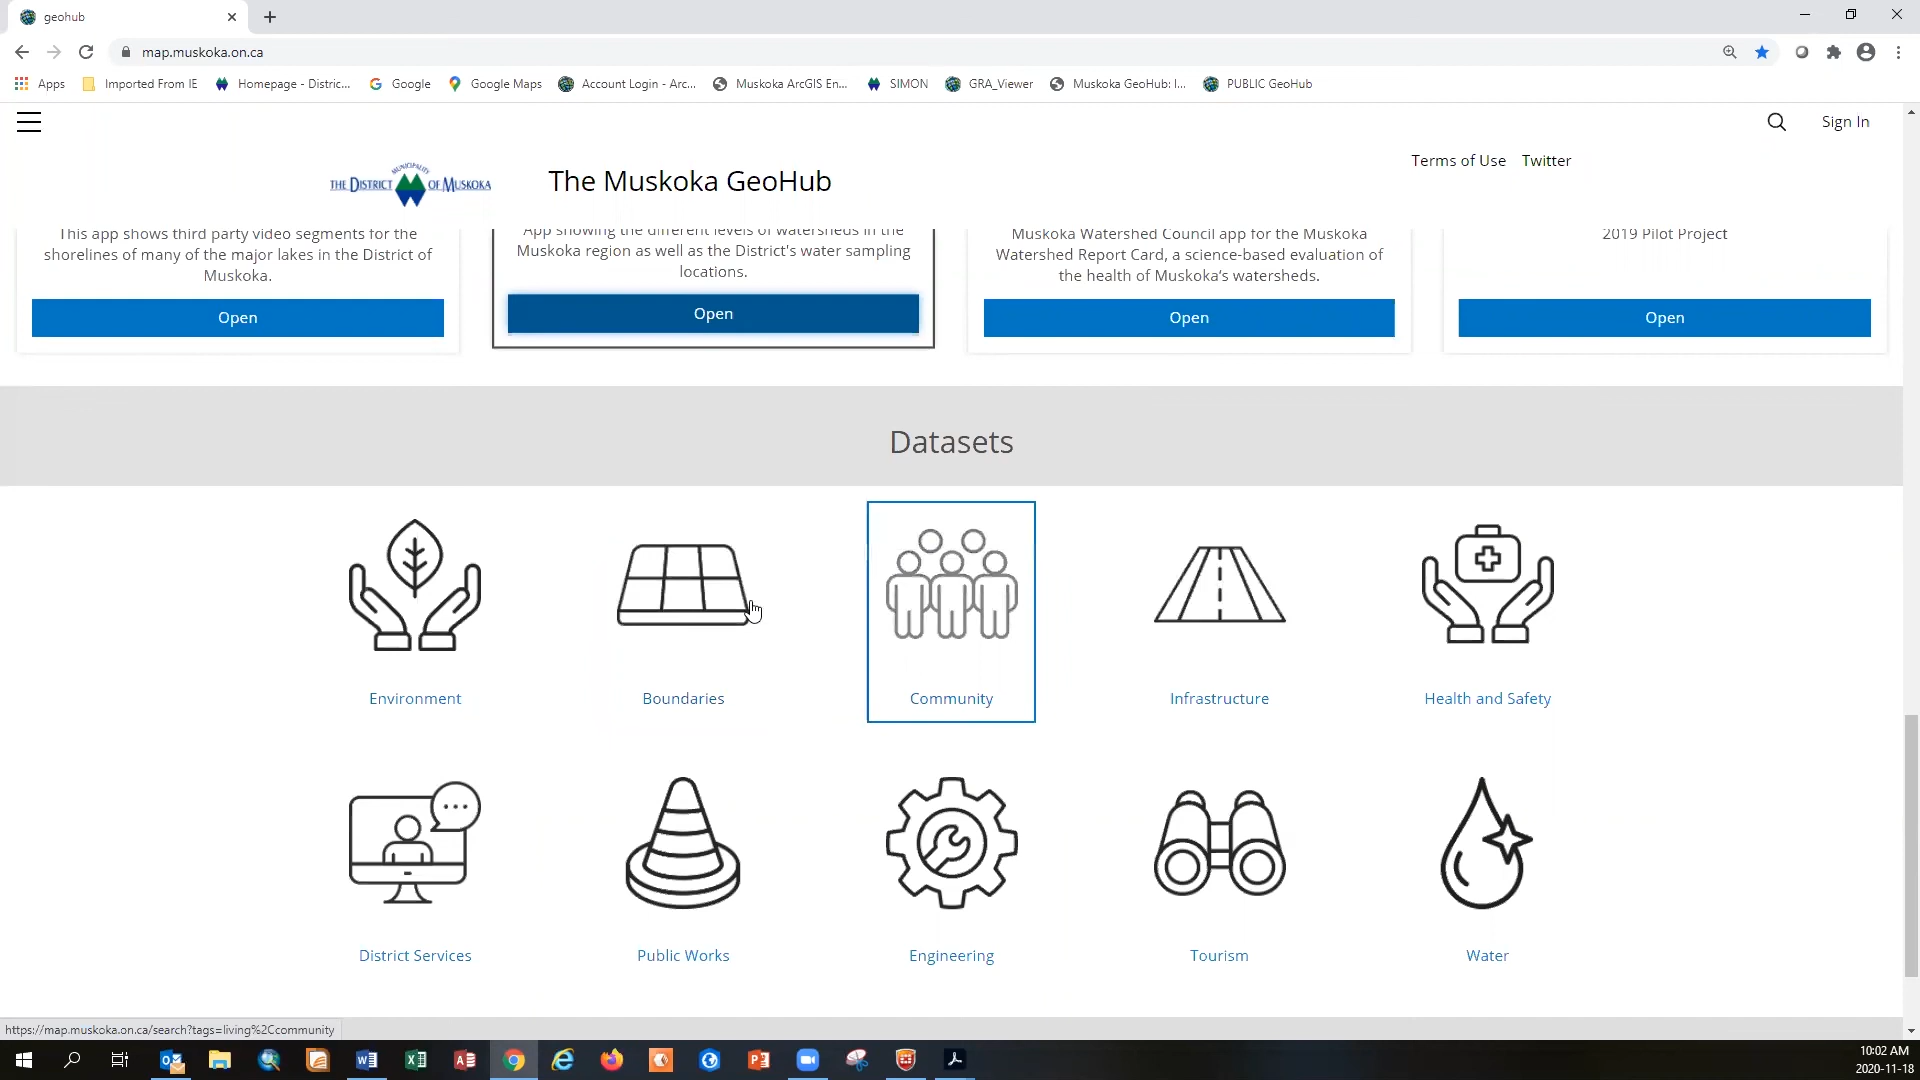 geohub
map.muskoka.on.ca
Apps Imported From IE Homepage - Distric... Google Google Maps Account Login - Arc... Muskoka ArcGIS En... SIMON GRA_Viewer Muskoka GeoHub: I... PUBLIC GeoHub
Sign In
Terms of Use Twitter
MUNICIPALITY
THE DISTRICT OF MUSKOKA
The Muskoka GeoHub
This app shows third party video segments for the
shorelines of many of the major lakes in the District of
Muskoka.
Open
App showing the different levels of watersheds in the
Muskoka region as well as the District's water sampling
locations.
Open
Muskoka Watershed Council app for the Muskoka
Watershed Report Card, a science-based evaluation of
the health of Muskoka's watersheds.
Open
2019 Pilot Project
Open
Datasets
Environment Boundaries Community Infrastructure Health and Safety
District Services Public Works Engineering Tourism Water
https://map.muskoka.on.ca/search?tags=living%2Ccommunity
10:02 AM
2020-11-18